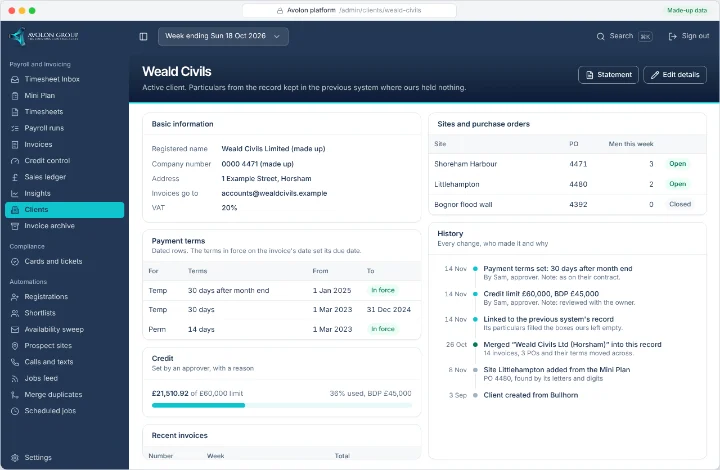 Avolon platform /admin/clients/weald-civils
Made-up data
AVOLON GROUP
Week ending Sun 18 Oct 2026
Search ⌘K
Sign out
Payroll and Invoicing
Timesheet Inbox
Mini Plan
Timesheets
Payroll runs
Invoices
Credit control
Sales ledger
Insights
Clients
Invoice archive
Compliance
Cards and tickets
Automations
Registrations
Shortlists
Availability sweep
Prospect sites
Calls and texts
Jobs feed
Merge duplicates
Scheduled jobs
Settings
Weald Civils
Active client. Particulars from the record kept in the previous system where ours held nothing.
Statement
Edit details
Basic information
Registered name Weald Civils Limited (made up)
Company number 0000 4471 (made up)
Address 1 Example Street, Horsham
Invoices go to accounts@wealdcivils.example
VAT 20%
Payment terms
Dated rows. The terms in force on the invoice's date set its due date.
For Terms From To
Temp 30 days after month end 1 Jan 2025 In force
Temp 30 days 1 Mar 2023 31 Dec 2024
Perm 14 days 1 Mar 2023 In force
Credit
Set by an approver, with a reason
£21,510.92 of £60,000 limit 36% used, BDP £45,000
Recent invoices
Number Week Total
Sites and purchase orders
Site PO Men this week
Shoreham Harbour 4471 3 Open
Littlehampton 4480 2 Open
Bognor flood wall 4392 0 Closed
History
Every change, who made it and why
14 Nov Payment terms set: 30 days after month end
By Sam, approver. Note: as on their contract.
14 Nov Credit limit £60,000, BDP £45,000
By Sam, approver. Note: reviewed with the owner.
14 Nov Linked to the previous system's record
Its particulars filled the boxes ours left empty.
26 Oct Merged "Weald Civils Ltd (Horsham)" into this record
14 invoices, 3 POs and their terms moved across.
6 Nov Site Littlehampton added from the Mini Plan
PO 4480, found by its letters and digits
3 Sep Client created from Bullhorn